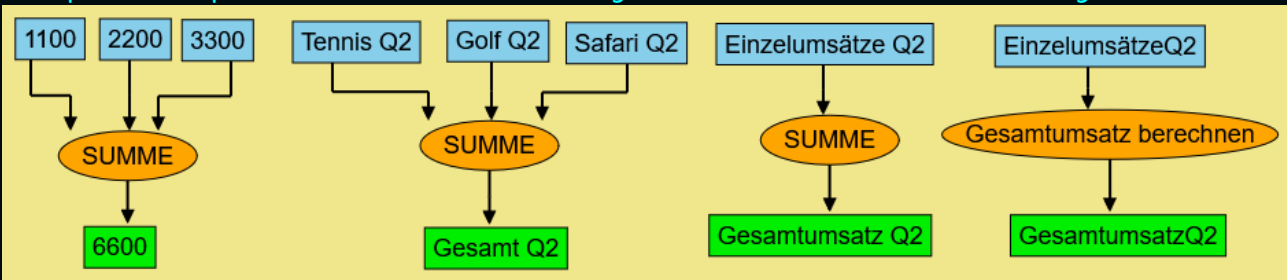 1100
2200
3300
SUMME
6600
Tennis Q2
Golf Q2
Safari Q2
SUMME
Gesamt Q2
Einzelumsätze Q2
SUMME
Gesamtumsatz Q2
EinzelumsätzeQ2
Gesamtumsatz berechnen
GesamtumsatzQ2